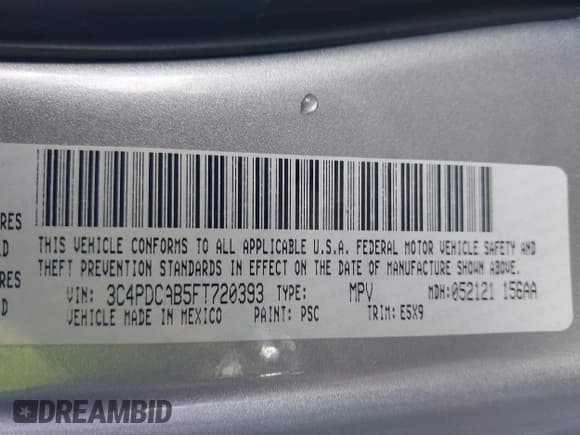 THIS VEHICLE CONFORMS TO ALL APPLICABLE U.S.A. FEDERAL MOTOR VEHICLE SAFETY AND
THEFT PREVENTION STANDARDS IN EFFECT ON THE DATE OF MANUFACTURE SHOWN ABOVE.
VIN: 3C4PDCAB5FT720393 TYPE: MPV MDH:052121 156AA
VEHICLE MADE IN MEXICO PAINT: PSC TRIM: E5X9
RES
D
RES
D
DREAMBID